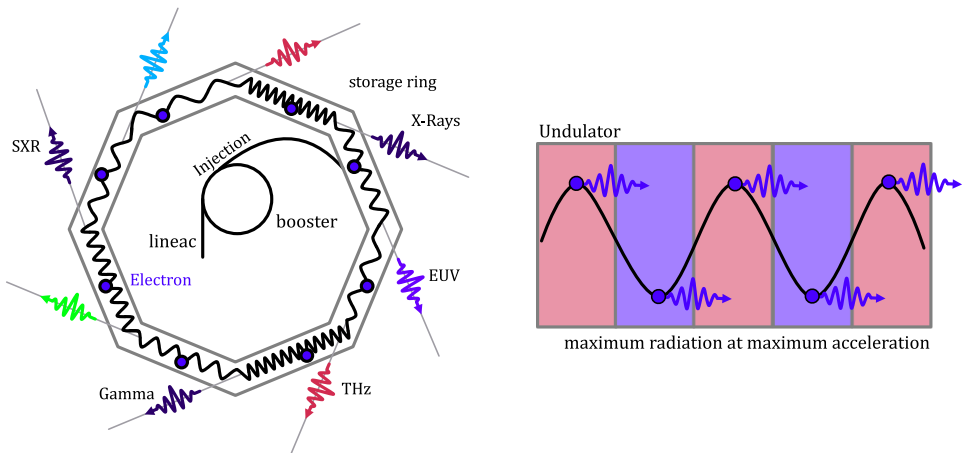 storage ring
X-Rays
SXR
Injection
booster
lineac
Electron
EUV
Gamma
THz
Undulator
maximum radiation at maximum acceleration